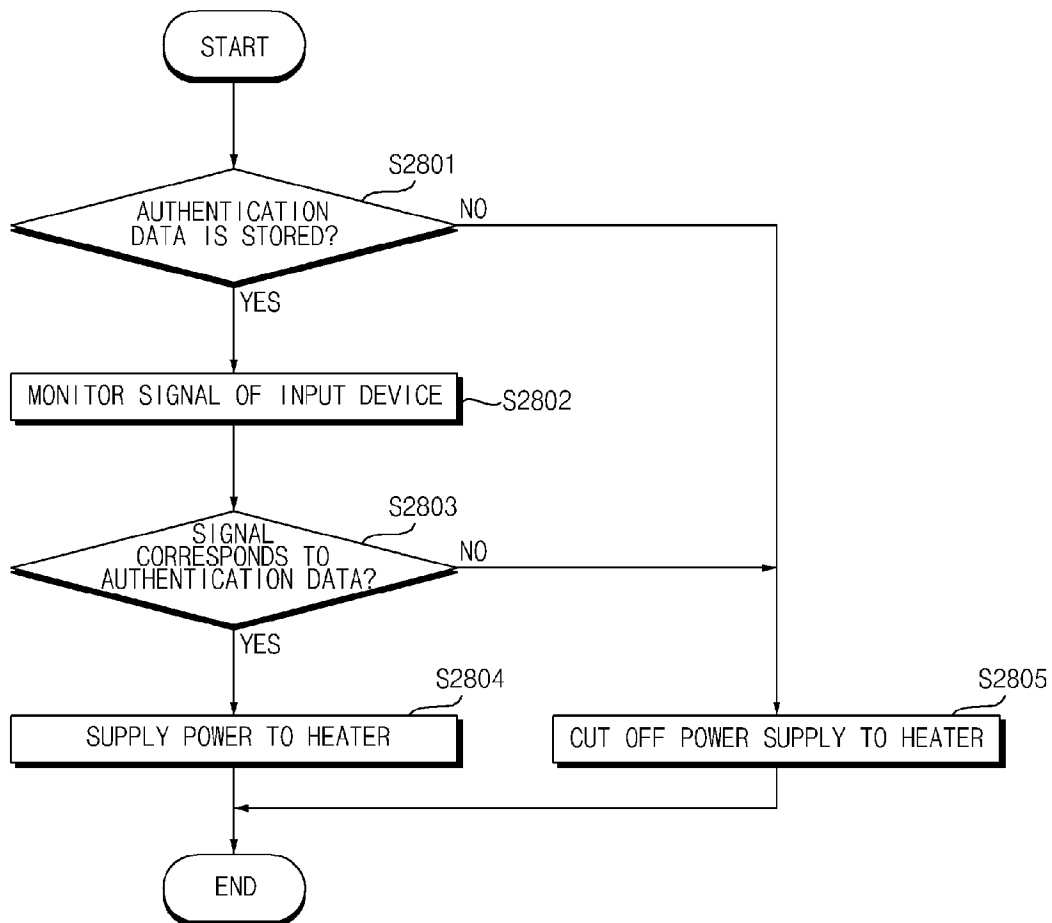 START
S2801
AUTHENTICATION
DATA IS STORED?
NO
YES
MONITOR SIGNAL OF INPUT DEVICE
S2802
S2803
SIGNAL
CORRESPONDS TO
AUTHENTICATION DATA?
NO
YES
S2804
SUPPLY POWER TO HEATER
S2805
CUT OFF POWER SUPPLY TO HEATER
END